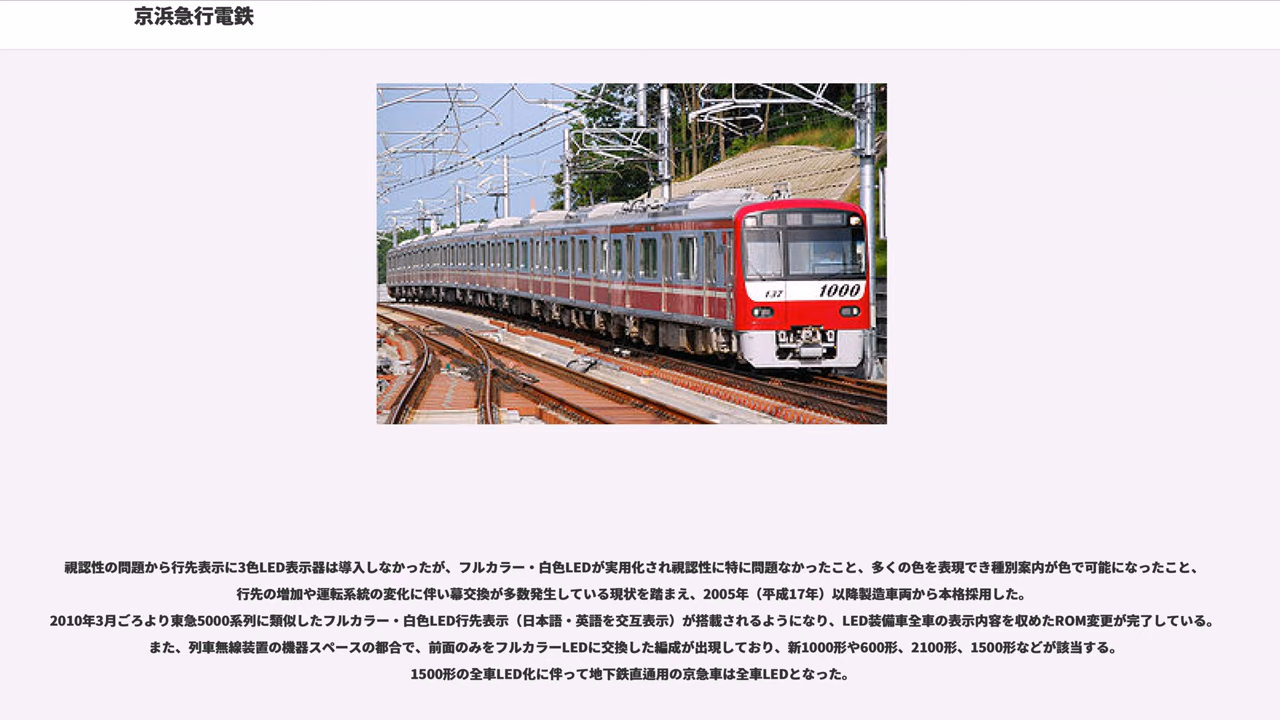 京浜急行電鉄
137 1000
視認性の問題から行先表示に3色LED表示器は導入しなかったが、フルカラー・白色LEDが実用化され視認性に特に問題なかったこと、多くの色を表現でき種別案内が色で可能になったこと、
行先の増加や運転系統の変化に伴い幕交換が多数発生している現状を踏まえ、2005年（平成17年）以降製造車両から本格採用した。
2010年3月ごろより東急5000系列に類似したフルカラー・白色LED行先表示（日本語・英語を交互表示）が搭載されるようになり、LED装備車全車の表示内容を収めたROM変更が完了している。
また、列車無線装置の機器スペースの都合で、前面のみをフルカラーLEDに交換した編成が出現しており、新1000形や600形、2100形、1500形などが該当する。
1500形の全車LED化に伴って地下鉄直通用の京急車は全車LEDとなった。